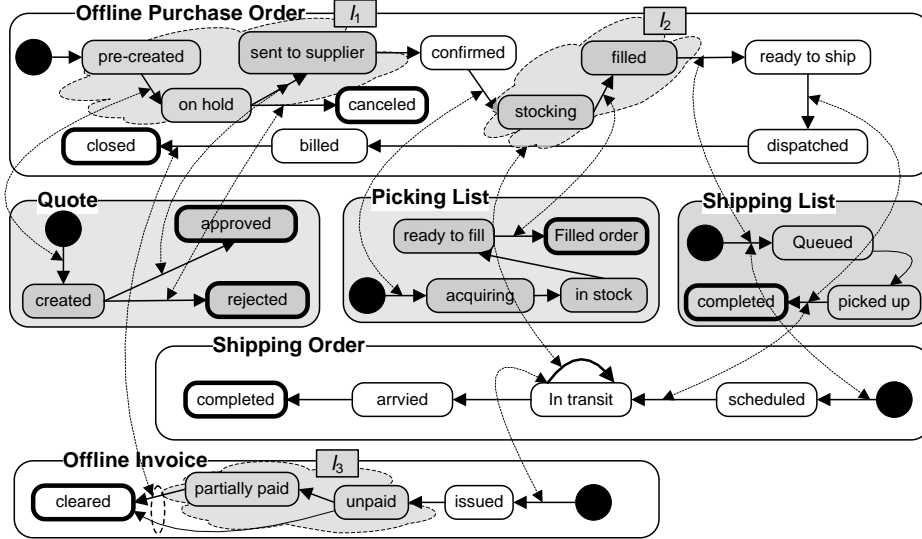 Offline Purchase Order
I1
I2
pre-created
sent to supplier
confirmed
filled
ready to ship
on hold
canceled
stocking
closed
billed
dispatched
Quote
Picking List
Shipping List
approved
ready to fill
Filled order
Queued
created
rejected
acquiring
in stock
completed
picked up
Shipping Order
completed
arrvied
In transit
scheduled
Offline Invoice
I3
cleared
partially paid
unpaid
issued